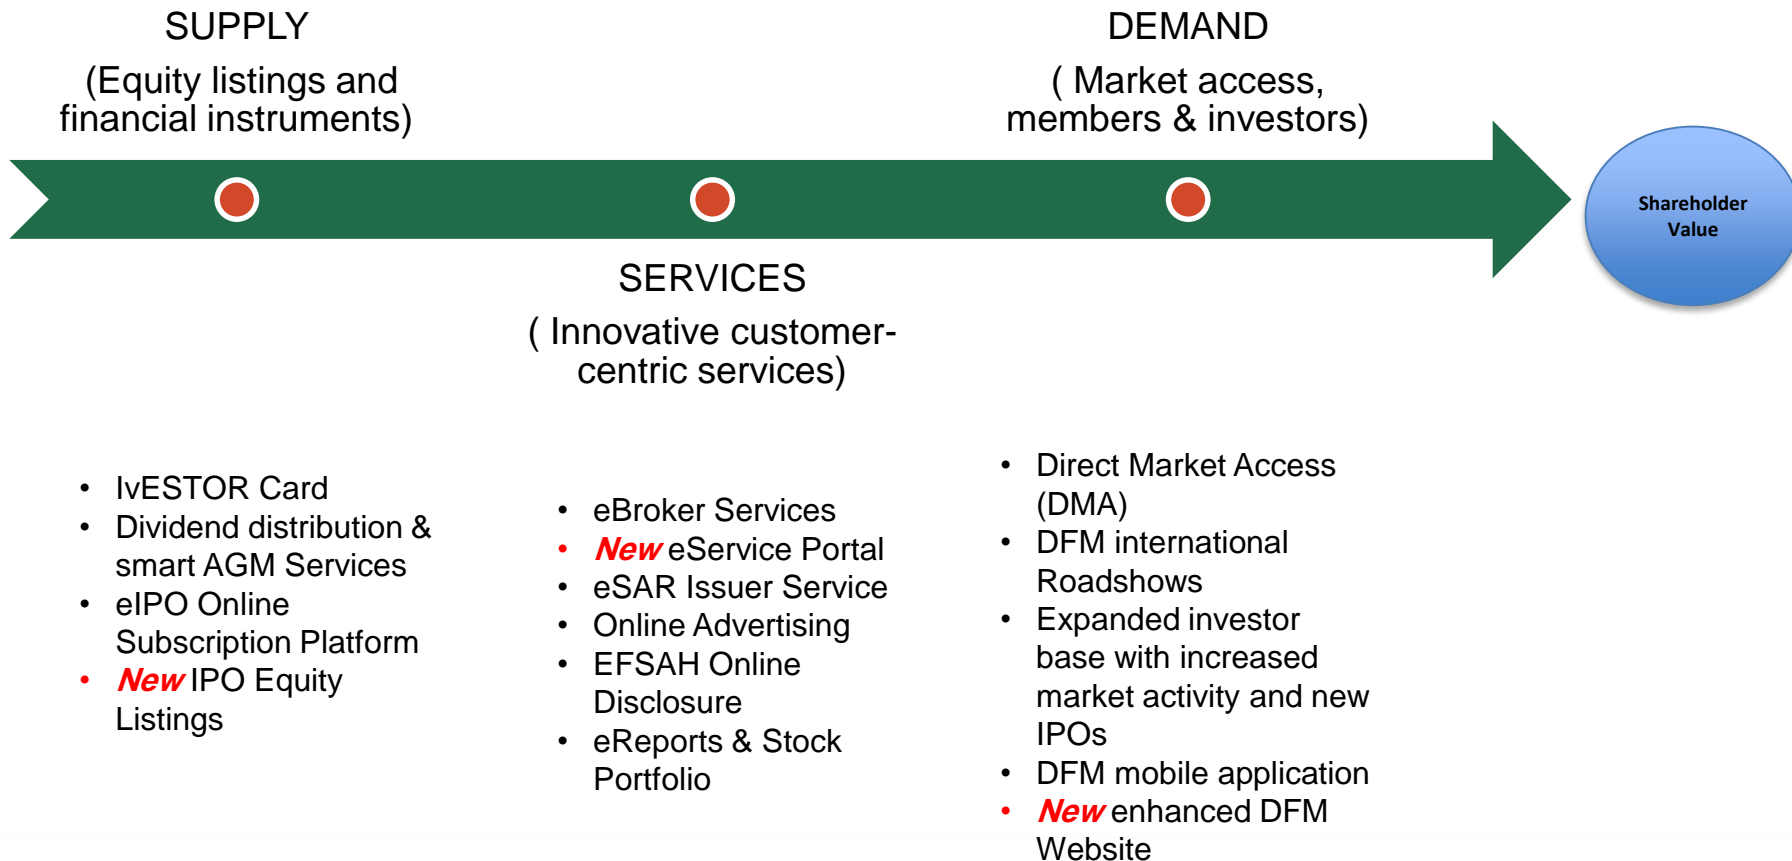 SUPPLY
(Equity listings and
financial instruments)
DEMAND
( Market access,
members & investors)
Shareholder
Value
SERVICES
( Innovative customer-
centric services)
• IvESTOR Card
• Dividend distribution &
smart AGM Services
• eIPO Online
Subscription Platform
• New IPO Equity
Listings
• eBroker Services
• New eService Portal
• eSAR Issuer Service
• Online Advertising
• EFSAH Online
Disclosure
• eReports & Stock
Portfolio
• Direct Market Access
(DMA)
• DFM international
Roadshows
• Expanded investor
base with increased
market activity and new
IPOs
• DFM mobile application
• New enhanced DFM
Website